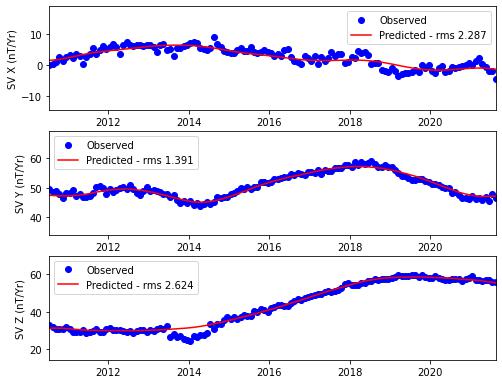 SV X (nT/Yr)
10
0
−10
Observed
Predicted - rms 2.287
2012
2014
2016
2018
2020
SV Y (nT/Yr)
60
50
40
Observed
Predicted - rms 1.391
2012
2014
2016
2018
2020
SV Z (nT/Yr)
60
40
20
Observed
Predicted - rms 2.624
2012
2014
2016
2018
2020